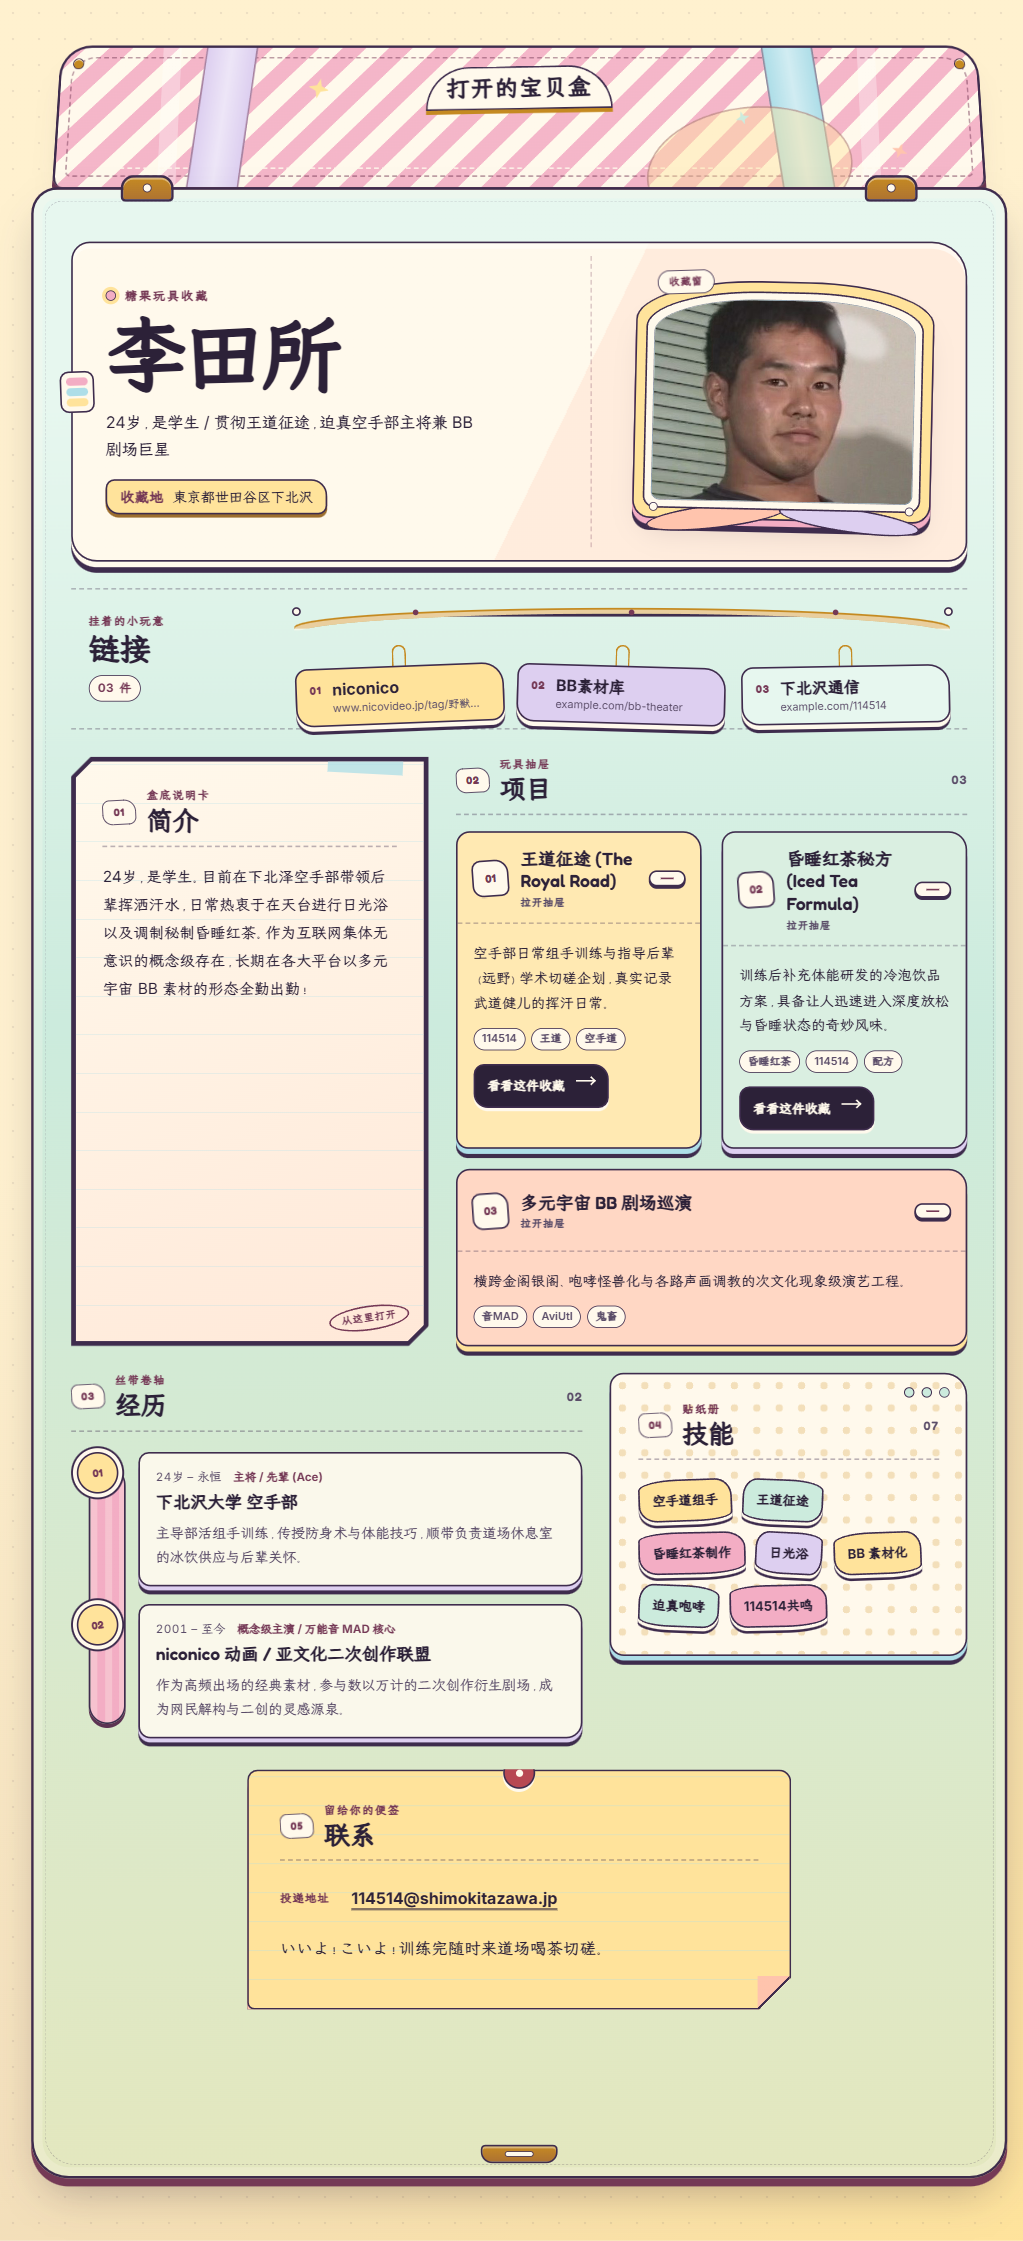 打开的宝贝盒
糖果玩具收藏
李田所
24岁，是学生 / 贯彻王道征途，迫真空手部主将兼 BB
剧场巨星
收藏地 東京都世田谷区下北沢
收藏窗
挂着的小玩意
链接
03 件
01 niconico
www.nicovideo.jp/tag/野獣...
02 BB素材库
example.com/bb-theater
03 下北沢通信
example.com/114514
01
盒底说明卡
简介
24岁，是学生。目前在下北泽空手部带领后
辈挥洒汗水，日常热衷于在天台进行日光浴
以及调制秘制昏睡红茶。作为互联网集体无
意识的概念级存在，长期在各大平台以多元
宇宙 BB 素材的形态全勤出勤！
从这里打开
02
玩具抽屉
项目
03
01
王道征途 (The
Royal Road)
拉开抽屉
空手部日常组手训练与指导后辈
（远野）学术切磋企划，真实记录
武道健儿的挥汗日常。
114514 王道 空手道
看看这件收藏 →
02
昏睡红茶秘方
(Iced Tea
Formula)
拉开抽屉
训练后补充体能研发的冷泡饮品
方案，具备让人迅速进入深度放松
与昏睡状态的奇妙风味。
昏睡红茶 114514 配方
看看这件收藏 →
03
多元宇宙 BB 剧场巡演
拉开抽屉
横跨金阁银阁、咆哮怪兽化与各路声画调教的次文化现象级演艺工程。
音MAD AviUtl 鬼畜
03
丝带卷轴
经历
02
01
24岁 – 永恒 主将 / 先辈 (Ace)
下北沢大学 空手部
主导部活组手训练，传授防身术与体能技巧，顺带负责道场休息室
的冰饮供应与后辈关怀。
02
2001 – 至今 概念级主演 / 万能音 MAD 核心
niconico 动画 / 亚文化二次创作联盟
作为高频出场的经典素材，参与数以万计的二次创作衍生剧场，成
为网民解构与二创的灵感源泉。
04
贴纸册
技能
07
空手道组手 王道征途
昏睡红茶制作 日光浴 BB 素材化
迫真咆哮 114514共鸣
05
留给你的便签
联系
投递地址 114514@shimokitazawa.jp
いいよ！こいよ！训练完随时来道场喝茶切磋。